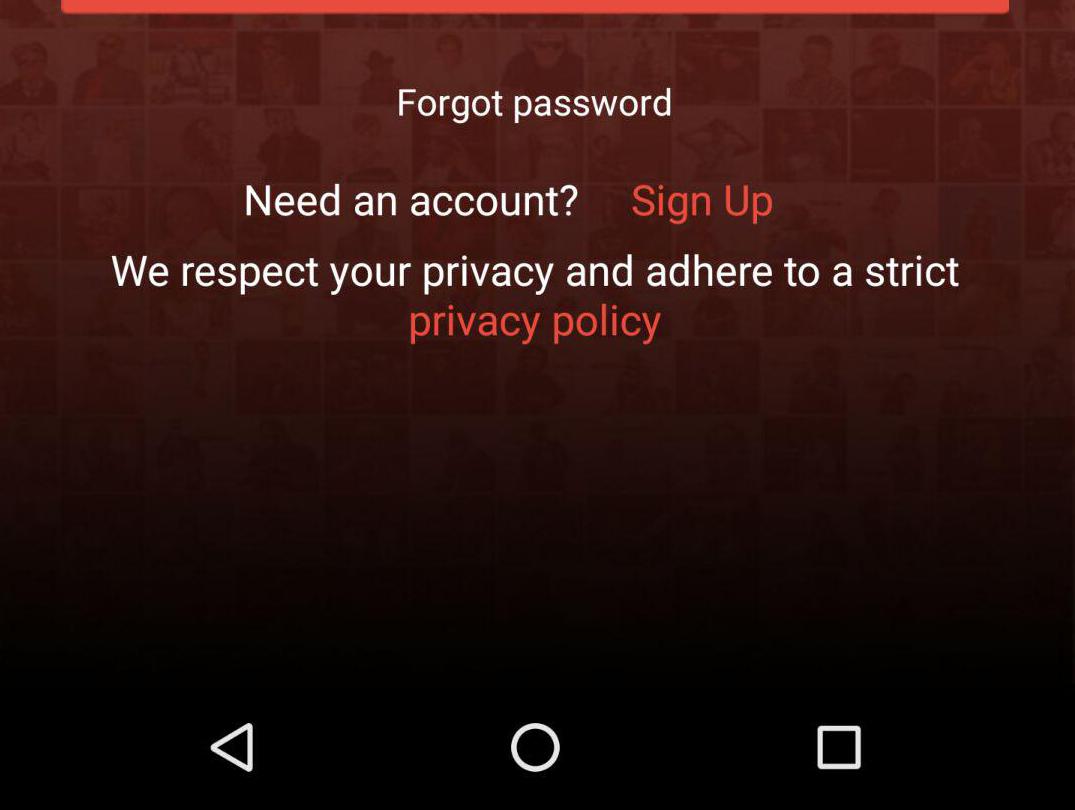 Forgot password
Need an account? Sign Up
We respect your privacy and adhere to a strict
privacy policy